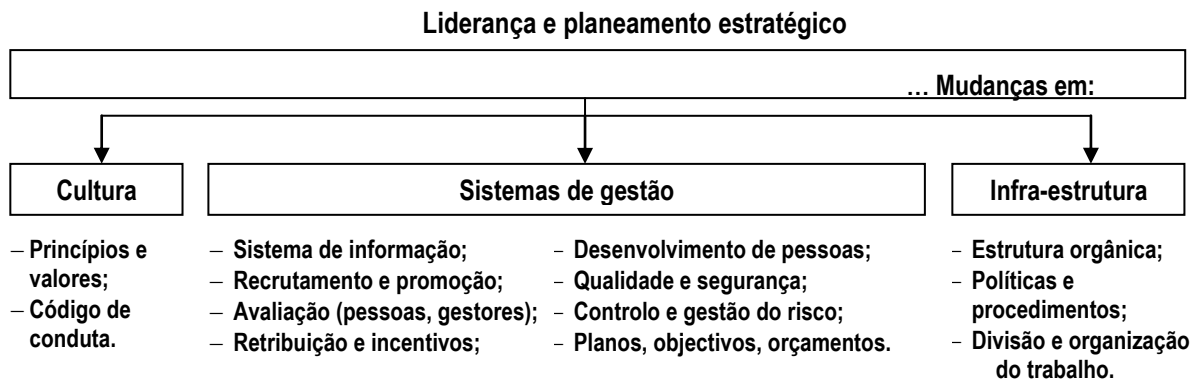 Liderança e planeamento estratégico
… Mudanças em:
Cultura
– Princípios e
valores;
– Código de
conduta.
Sistemas de gestão
– Sistema de informação;
– Recrutamento e promoção;
– Avaliação (pessoas, gestores);
– Retribuição e incentivos;
– Desenvolvimento de pessoas;
– Qualidade e segurança;
– Controlo e gestão do risco;
– Planos, objectivos, orçamentos.
Infra-estrutura
– Estrutura orgânica;
– Políticas e
procedimentos;
– Divisão e organização
do trabalho.